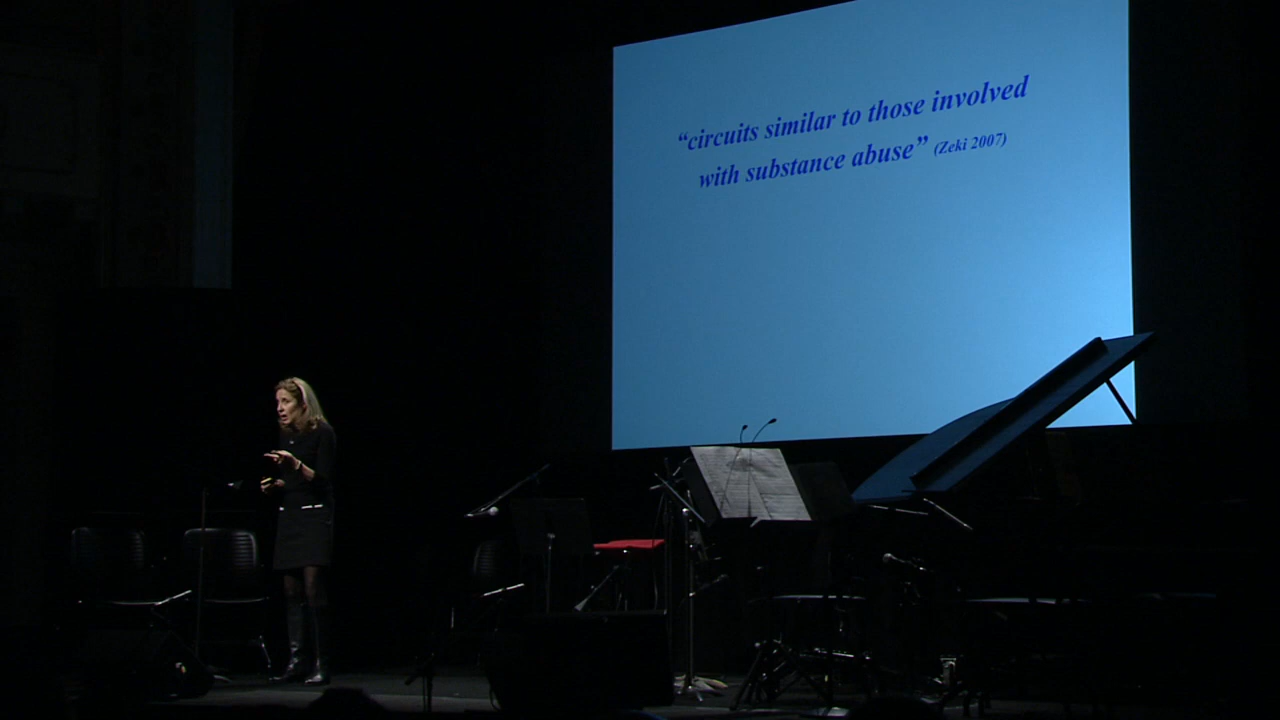 “circuits similar to those involved
with substance abuse” (Zeki 2007)